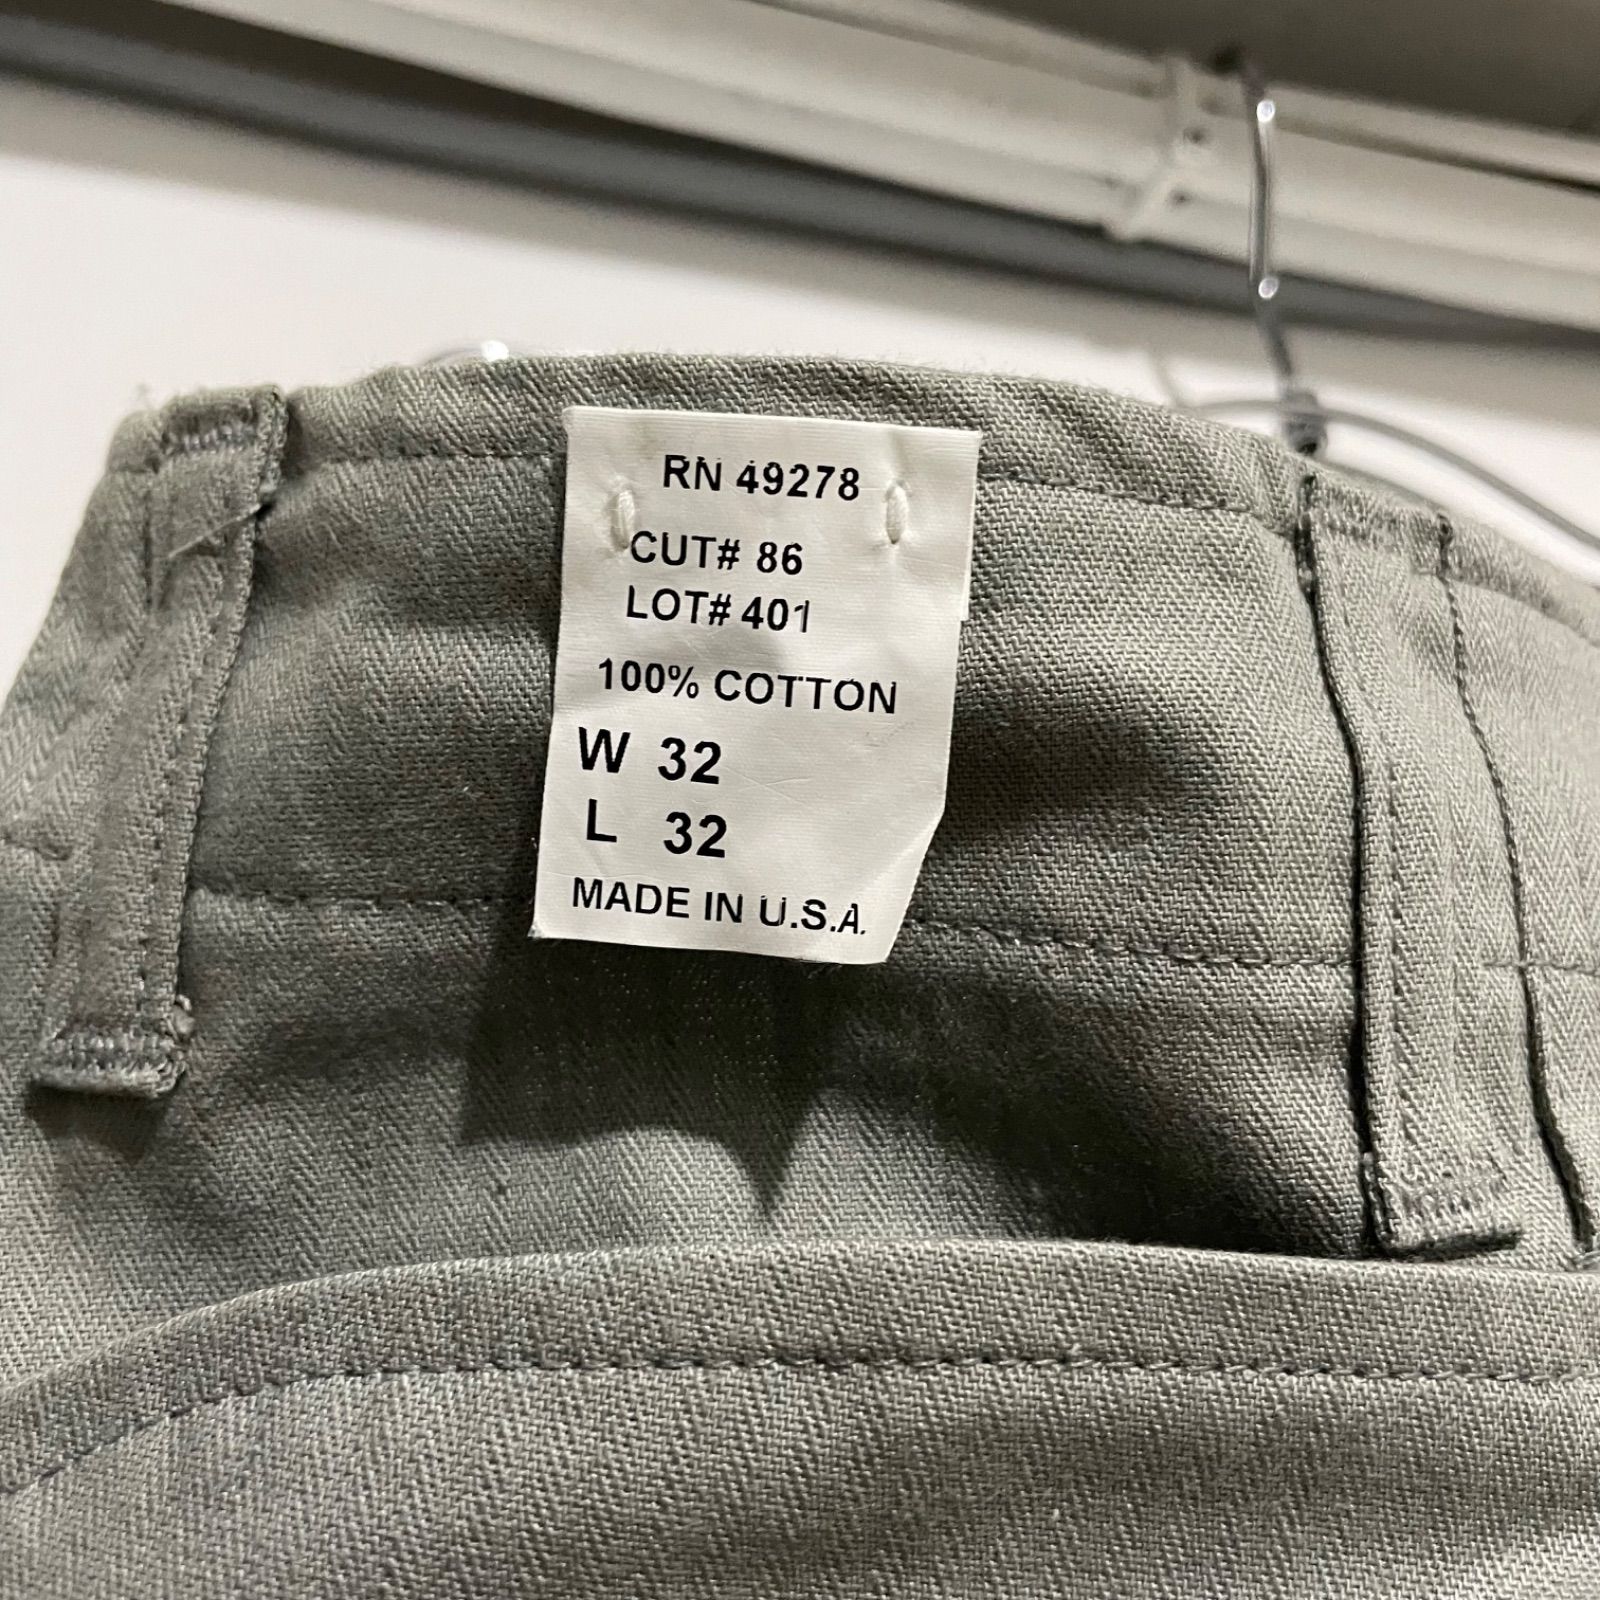 RN 49278
CUT# 86
LOT# 401
100% COTTON
W 32
L 32
MADE IN U.S.A.